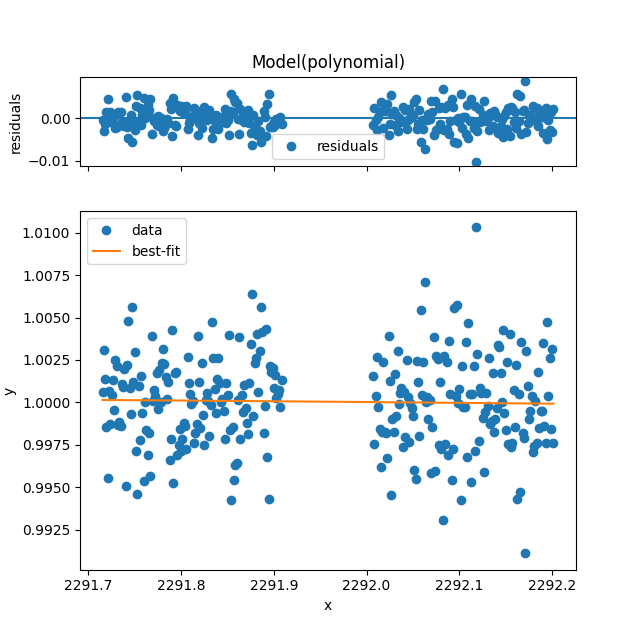 Model(polynomial)
residuals
0.00
−0.01
residuals
y
1.0100
1.0075
1.0050
1.0025
1.0000
0.9975
0.9950
0.9925
data
best-fit
2291.7 2291.8 2291.9 2292.0 2292.1 2292.2
x